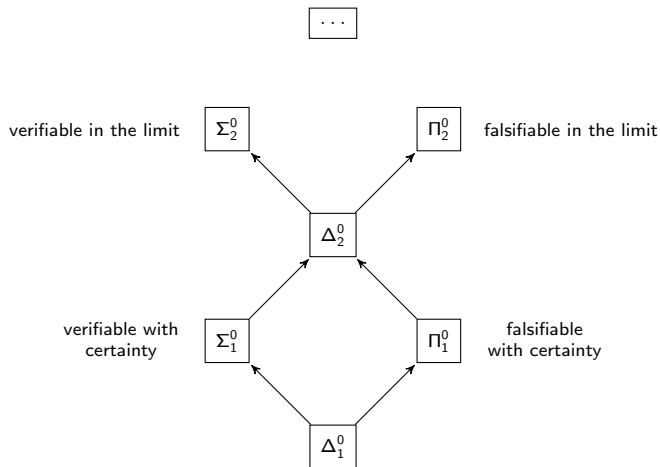 ···
verifiable in the limit
Σ⁰₂
Π⁰₂
falsifiable in the limit
Δ⁰₂
verifiable with
certainty
Σ⁰₁
Π⁰₁
falsifiable
with certainty
Δ⁰₁